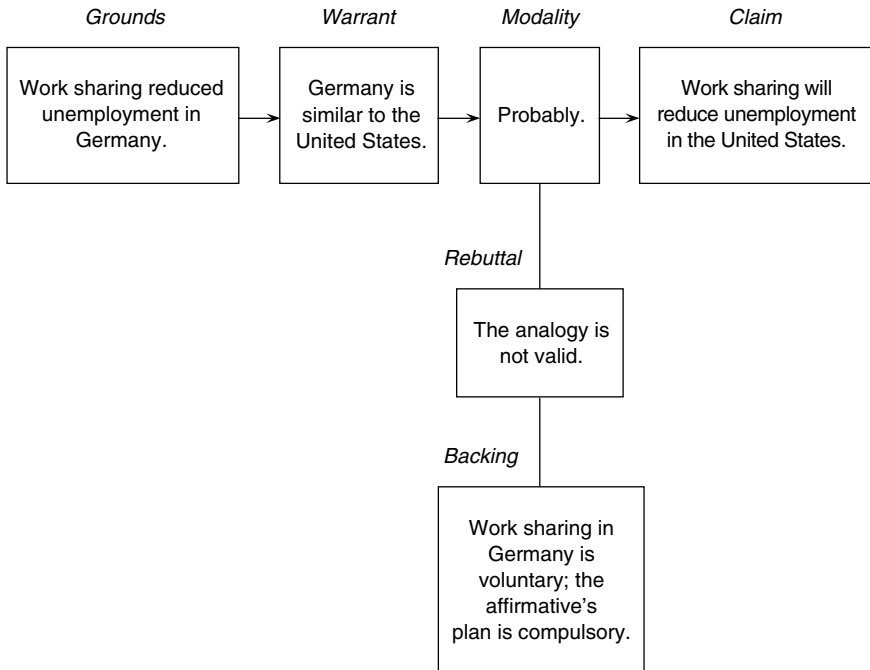 Grounds
Warrant
Modality
Claim
Work sharing reduced
unemployment in
Germany.
Germany is
similar to the
United States.
Probably.
Work sharing will
reduce unemployment
in the United States.
Rebuttal
The analogy is
not valid.
Backing
Work sharing in
Germany is
voluntary; the
affirmative’s
plan is compulsory.